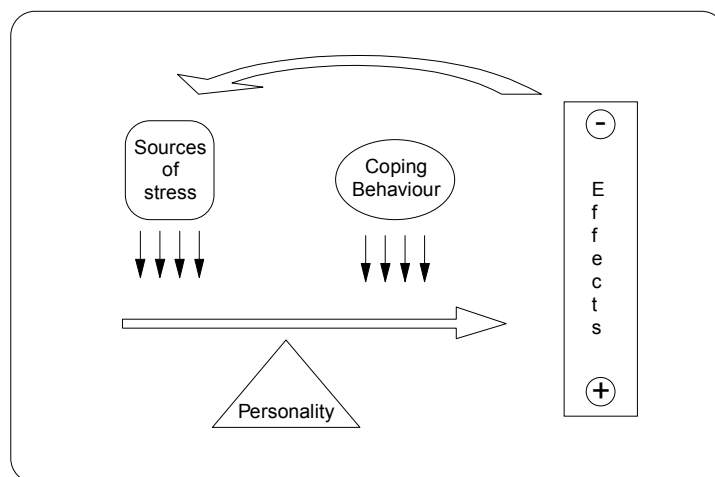 Sources
of
stress
Coping
Behaviour
-
E
f
f
e
c
t
s
+
Personality